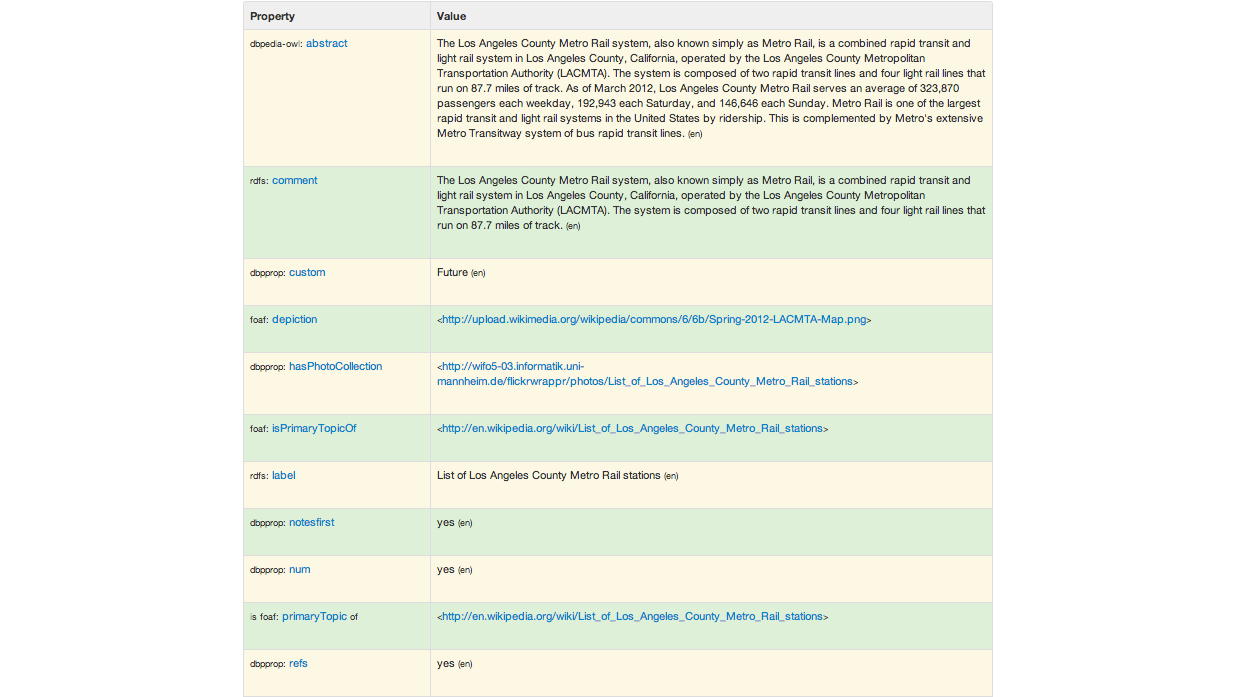 Property Value
dbpedia-owl: abstract The Los Angeles County Metro Rail system, also known simply as Metro Rail, is a combined rapid transit and
light rail system in Los Angeles County, California, operated by the Los Angeles County Metropolitan
Transportation Authority (LACMTA). The system is composed of two rapid transit lines and four light rail lines that
run on 87.7 miles of track. As of March 2012, Los Angeles County Metro Rail serves an average of 323,870
passengers each weekday, 192,943 each Saturday, and 146,646 each Sunday. Metro Rail is one of the largest
rapid transit and light rail systems in the United States by ridership. This is complemented by Metro's extensive
Metro Transitway system of bus rapid transit lines. (en)
rdfs: comment The Los Angeles County Metro Rail system, also known simply as Metro Rail, is a combined rapid transit and
light rail system in Los Angeles County, California, operated by the Los Angeles County Metropolitan
Transportation Authority (LACMTA). The system is composed of two rapid transit lines and four light rail lines that
run on 87.7 miles of track. (en)
dbpprop: custom Future (en)
foaf: depiction <http://upload.wikimedia.org/wikipedia/commons/6/6b/Spring-2012-LACMTA-Map.png>
dbpprop: hasPhotoCollection <http://wifo5-03.informatik.uni-
mannheim.de/flickrwrappr/photos/List_of_Los_Angeles_County_Metro_Rail_stations>
foaf: isPrimaryTopicOf <http://en.wikipedia.org/wiki/List_of_Los_Angeles_County_Metro_Rail_stations>
rdfs: label List of Los Angeles County Metro Rail stations (en)
dbpprop: notesfirst yes (en)
dbpprop: num yes (en)
is foaf: primaryTopic of <http://en.wikipedia.org/wiki/List_of_Los_Angeles_County_Metro_Rail_stations>
dbpprop: refs yes (en)